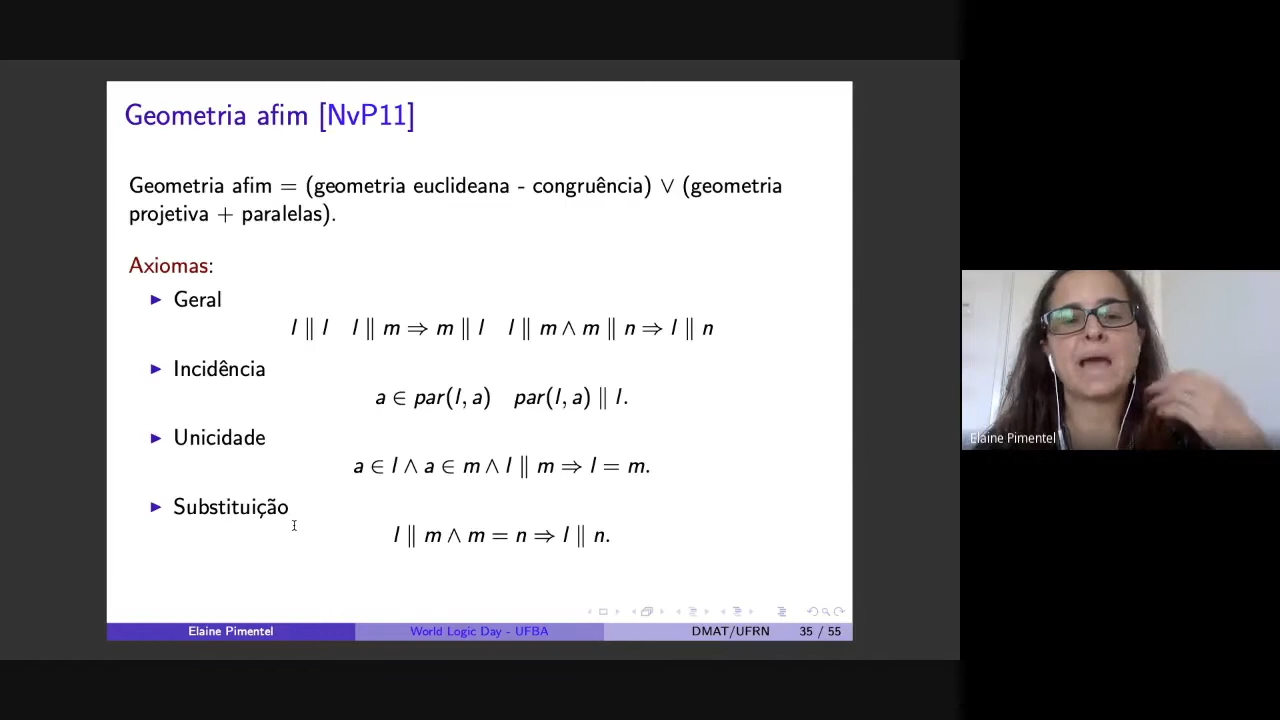 Geometria afim [NvP11]
Geometria afim = (geometria euclideana - congruência) ∨ (geometria
projetiva + paralelas).
Axiomas:
▶ Geral
l ∥ l l ∥ m ⇒ m ∥ l l ∥ m ∧ m ∥ n ⇒ l ∥ n
▶ Incidência
a ∈ par(l, a) par(l, a) ∥ l.
▶ Unicidade
a ∈ l ∧ a ∈ m ∧ l ∥ m ⇒ l = m.
▶ Substituição
l ∥ m ∧ m = n ⇒ l ∥ n.
Elaine Pimentel World Logic Day - UFBA DMAT/UFRN 35 / 55
Elaine Pimentel